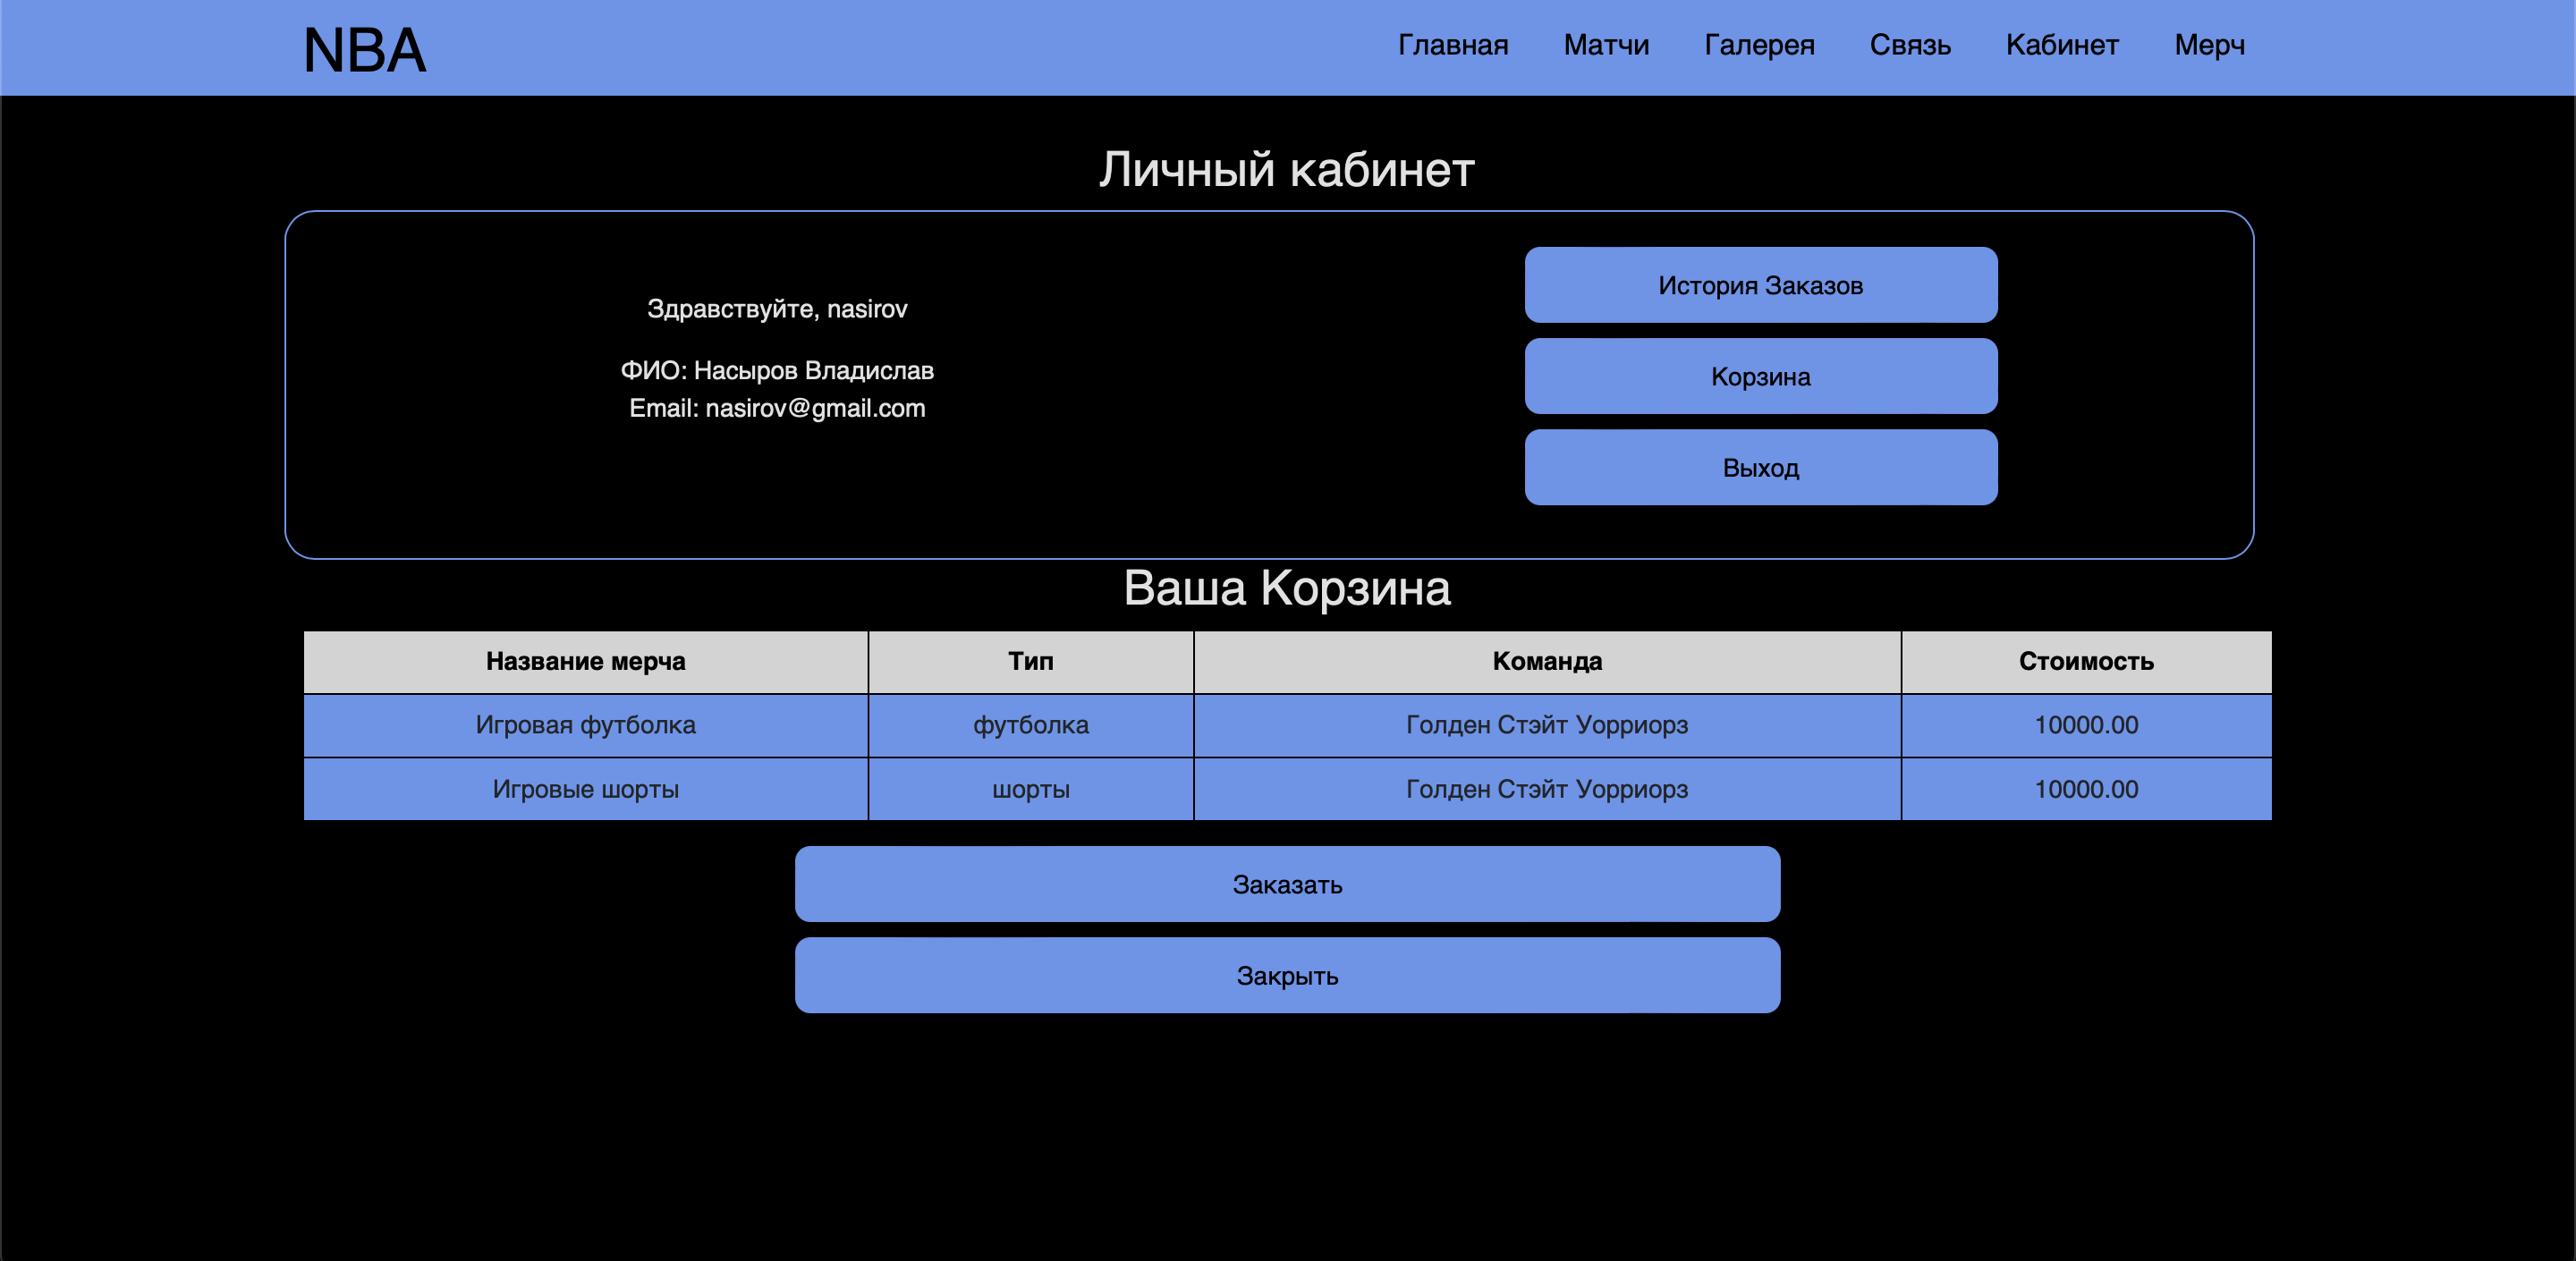 NBA
Главная Матчи Галерея Связь Кабинет Мерч
Личный кабинет
Здравствуйте, nasirov
ФИО: Насыров Владислав
Email: nasirov@gmail.com
История Заказов
Корзина
Выход
Ваша Корзина
Название мерча Тип Команда Стоимость
Игровая футболка футболка Голден Стэйт Уорриорз 10000.00
Игровые шорты шорты Голден Стэйт Уорриорз 10000.00
Заказать
Закрыть